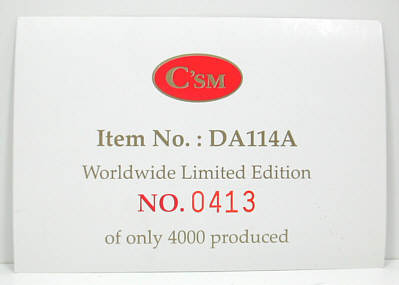 C'SM
Item No. : DA114A
Worldwide Limited Edition
NO. 0413
of only 4000 produced